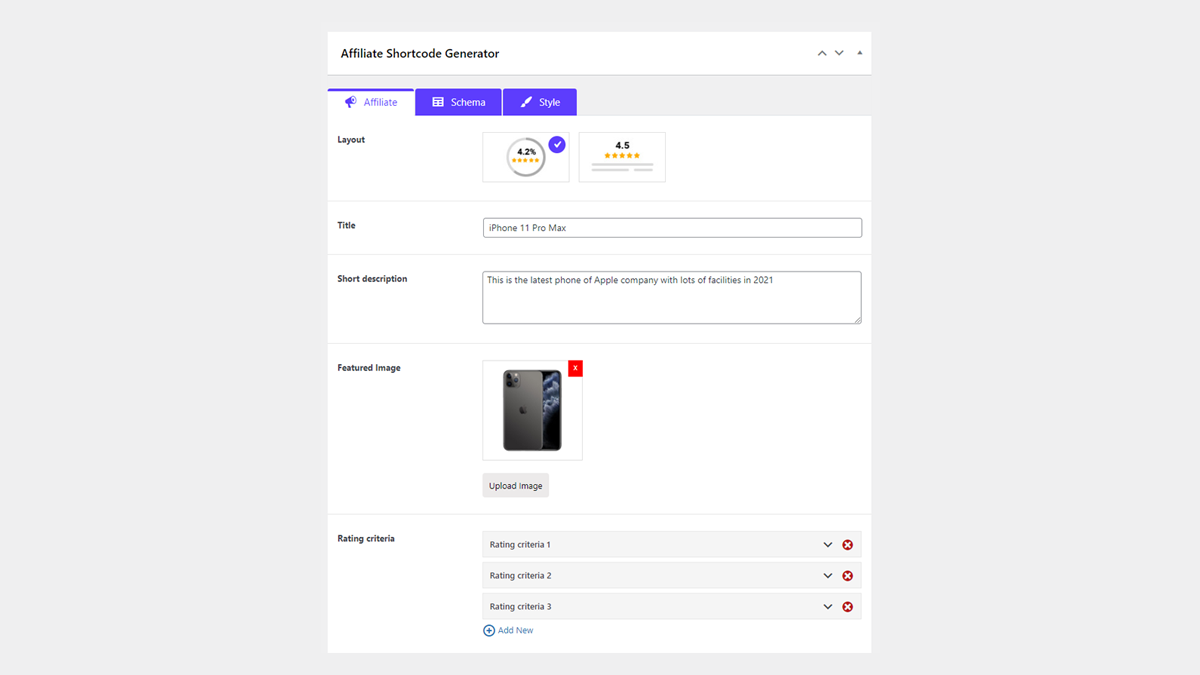 Affiliate Shortcode Generator
Affiliate
Schema
Style
Layout
4.2%
4.5
Title
iPhone 11 Pro Max
Short description
This is the latest phone of Apple company with lots of facilities in 2021
Featured Image
x
Upload Image
Rating criteria
Rating criteria 1
Rating criteria 2
Rating criteria 3
Add New